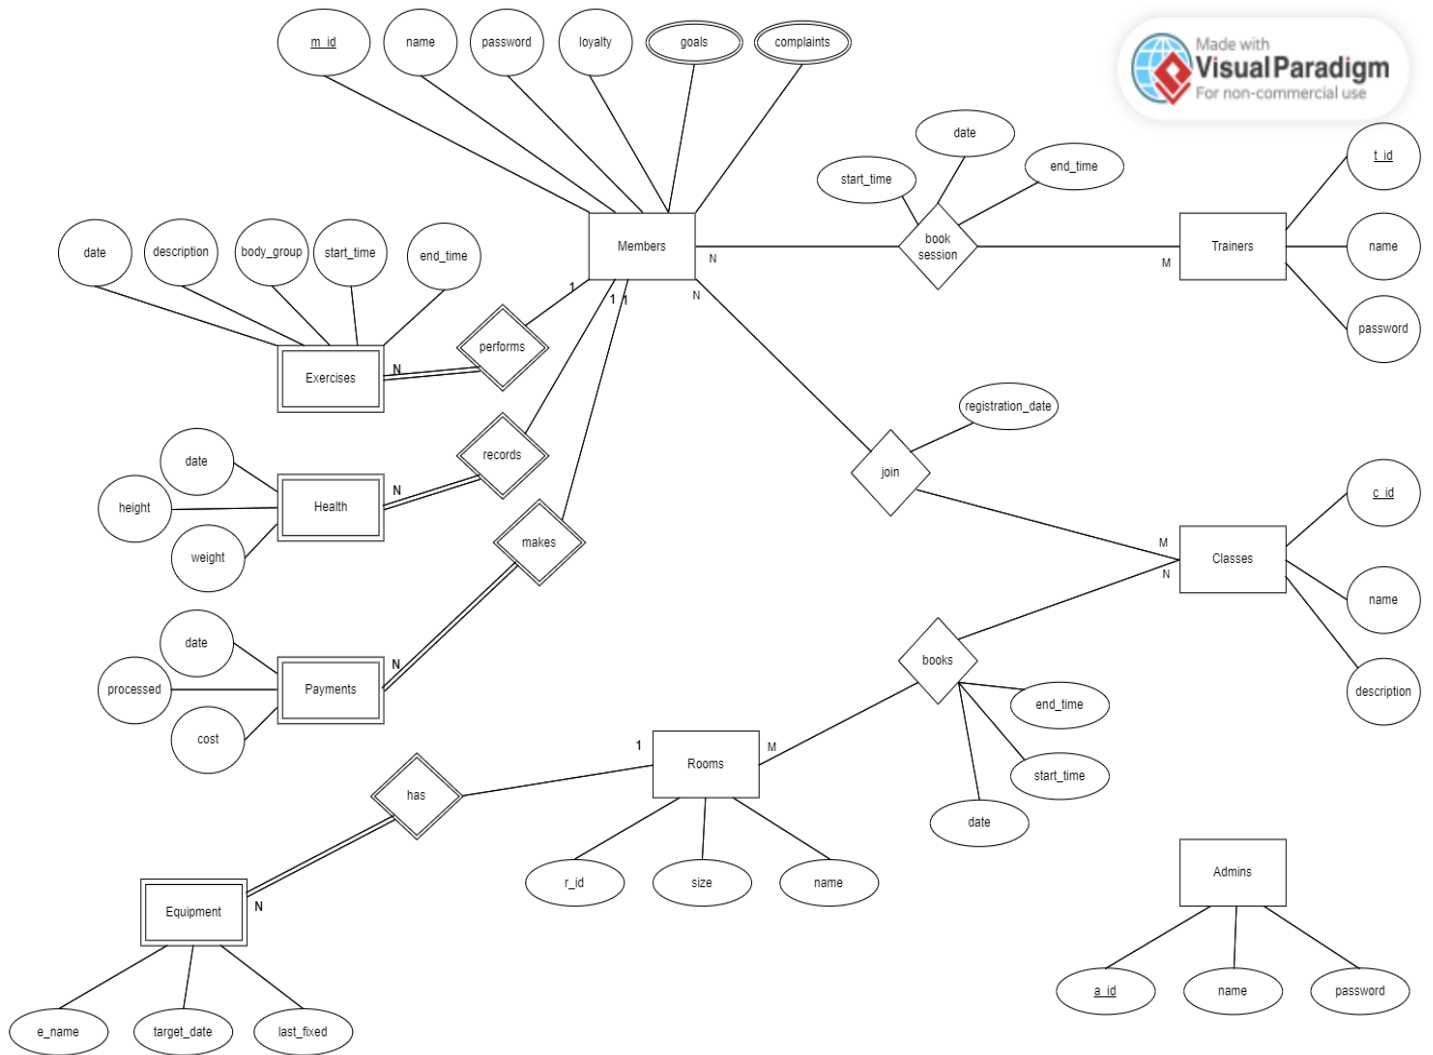 m_id
name
password
loyalty
goals
complaints
Made with
Visual Paradigm
For non-commercial use
date
start_time
end_time
t_id
name
password
date
description
body_group
start_time
end_time
Members
N
book
session
M
Trainers
1
1
1
N
performs
Exercises
N
registration_date
date
height
weight
Health
N
records
join
M
N
Classes
c_id
name
description
makes
date
processed
cost
Payments
N
books
end_time
start_time
date
1
Rooms
M
has
r_id
size
name
Equipment
N
e_name
target_date
last_fixed
Admins
a_id
name
password